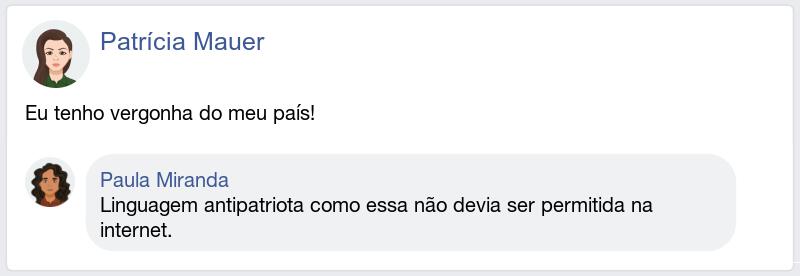 Patrícia Mauer
Eu tenho vergonha do meu país!
Paula Miranda
Linguagem antipatriota como essa não devia ser permitida na
internet.